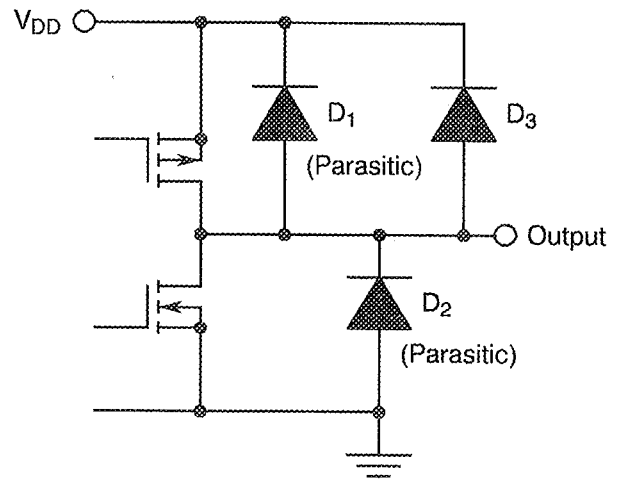 VDD
D1
D3
(Parasitic)
Output
D2
(Parasitic)